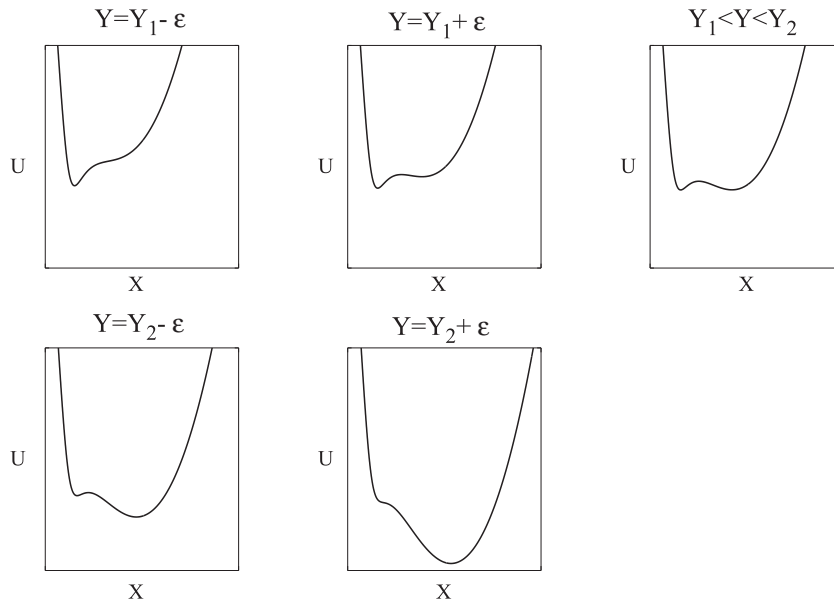 Y=Y₁- ε
Y=Y₁+ ε
Y₁<Y<Y₂
U
U
U
X
X
X
Y=Y₂- ε
Y=Y₂+ ε
U
U
X
X